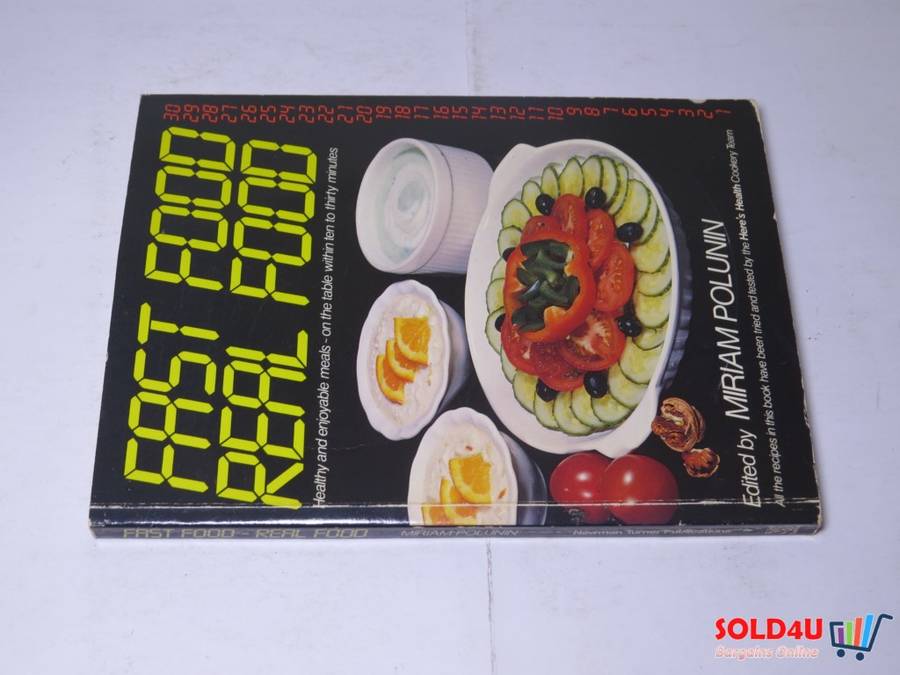 30 29 28 27 26 25 24 23 22 21 20 19 18 17 16 15 14 13 12 11 10 9 8 7 6 5 4 3 2 1
FAST FOOD
REAL FOOD
Healthy and enjoyable meals - on the table within ten to thirty minutes
Edited by MIRIAM POLUNIN
All the recipes in this book have been tried and tested by the Here's Health Cookery Team
FAST FOOD - REAL FOOD MIRIAM POLUNIN Newman Turner Publications
SOLD4U
Bargains Online